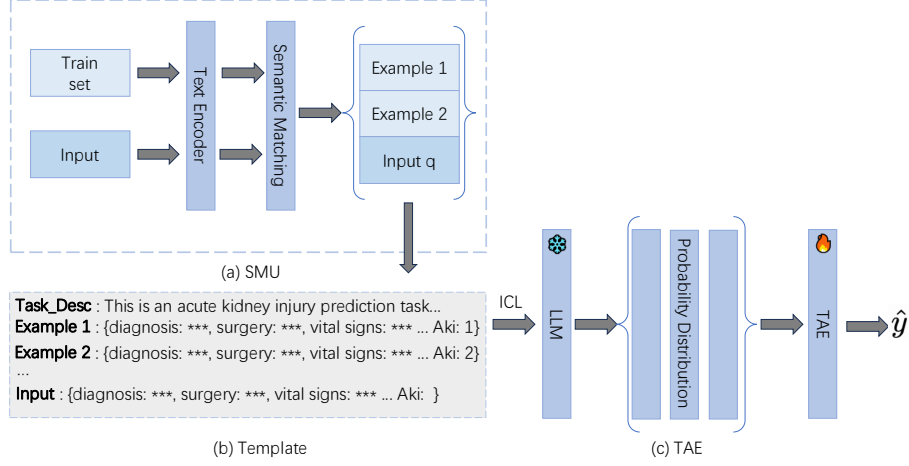 Train
set
Input
Text Encoder
Semantic Matching
Example 1
Example 2
Input q
(a) SMU
Task_Desc : This is an acute kidney injury prediction task...
Example 1 : {diagnosis: ***, surgery: ***, vital signs: *** ... Aki: 1}
Example 2 : {diagnosis: ***, surgery: ***, vital signs: *** ... Aki: 2}
...
Input : {diagnosis: ***, surgery: ***, vital signs: *** ... Aki: }
(b) Template
ICL
LLM
Probability Distribution
TAE
ŷ
(c) TAE